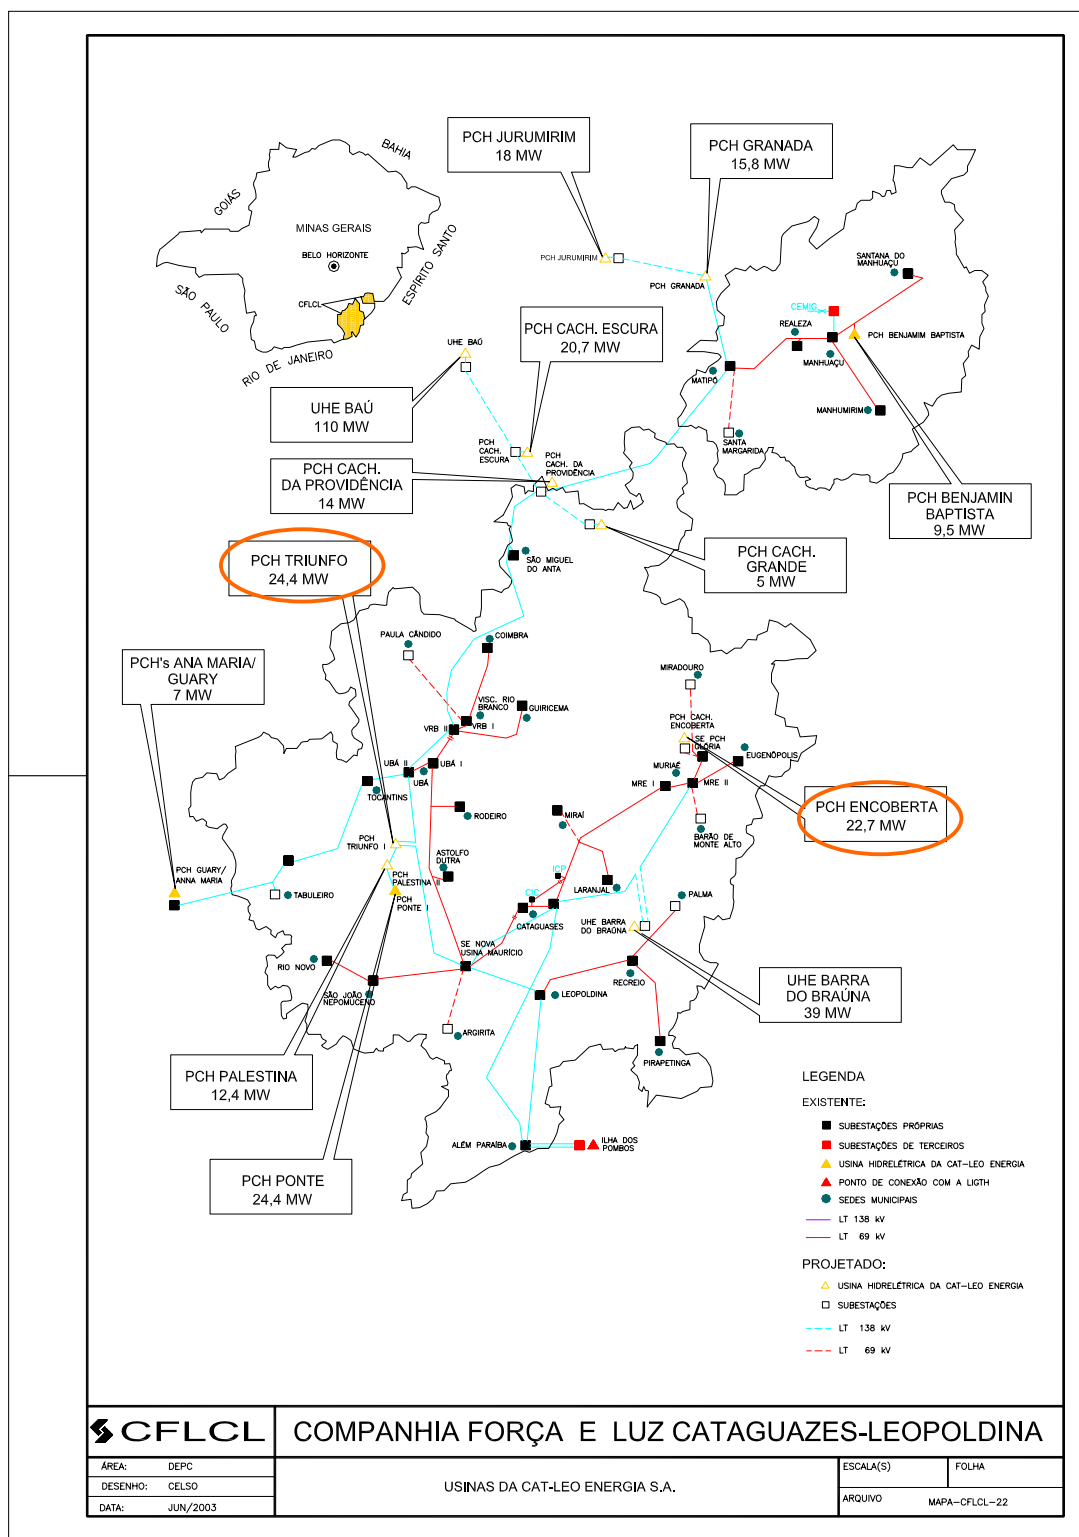 PCH JURUMIRIM
18 MW
PCH GRANADA
15,8 MW
BAHIA
GOIÁS
MINAS GERAIS
BELO HORIZONTE
CFLCL
ESPÍRITO SANTO
SÃO PAULO
RIO DE JANEIRO
PCH JURUMIRIM
PCH GRANADA
SANTANA DO
MANHUAÇU
CEMIG
REALEZA
PCH BENJAMIM BAPTISTA
MANHUAÇU
MATIPÓ
MANHUMIRIM
SANTA
MARGARIDA
UHE BAÚ
PCH CACH. ESCURA
20,7 MW
UHE BAÚ
110 MW
PCH
CACH.
ESCURA
PCH
CACH. DA
PROVIDÊNCIA
PCH CACH.
DA PROVIDÊNCIA
14 MW
PCH BENJAMIN
BAPTISTA
9,5 MW
PCH CACH.
GRANDE
5 MW
PCH TRIUNFO
24,4 MW
SÃO MIGUEL
DO ANTA
PAULA CÂNDIDO
COIMBRA
PCH's ANA MARIA/
GUARY
7 MW
VISC. RIO
BRANCO
GUIRICEMA
VRB II
VRB I
MIRADOURO
PCH CACH.
ENCOBERTA
SE PCH
GLÓRIA
EUGENÓPOLIS
MURIAÉ
MRE I
MRE II
PCH ENCOBERTA
22,7 MW
UBÁ II
UBÁ I
UBÁ
TOCANTINS
RODEIRO
MIRAÍ
BARÃO DE
MONTE ALTO
PCH
TRIUNFO I
ASTOLFO
DUTRA
PCH
PALESTINA II
PCH
PONTE I
PCH GUARY/
ANNA MARIA
TABULEIRO
ICP
CIC
LARANJAL
PALMA
CATAGUASES
UHE BARRA
DO BRAÚNA
SE NOVA
USINA MAURÍCIO
RIO NOVO
SÃO JOÃO
NEPOMUCENO
RECREIO
LEOPOLDINA
UHE BARRA
DO BRAÚNA
39 MW
ARGIRITA
PIRAPETINGA
PCH PALESTINA
12,4 MW
PCH PONTE
24,4 MW
ALÉM PARAÍBA
ILHA DOS
POMBOS
LEGENDA
EXISTENTE:
SUBESTAÇÕES PRÓPRIAS
SUBESTAÇÕES DE TERCEIROS
USINA HIDRELÉTRICA DA CAT-LEO ENERGIA
PONTO DE CONEXÃO COM A LIGTH
SEDES MUNICIPAIS
LT 138 kV
LT 69 kV
PROJETADO:
USINA HIDRELÉTRICA DA CAT-LEO ENERGIA
SUBESTAÇÕES
LT 138 kV
LT 69 kV
CFLCL
COMPANHIA FORÇA E LUZ CATAGUAZES-LEOPOLDINA
ÁREA: DEPC
DESENHO: CELSO
DATA: JUN/2003
USINAS DA CAT-LEO ENERGIA S.A.
ESCALA(S)
FOLHA
ARQUIVO MAPA-CFLCL-22